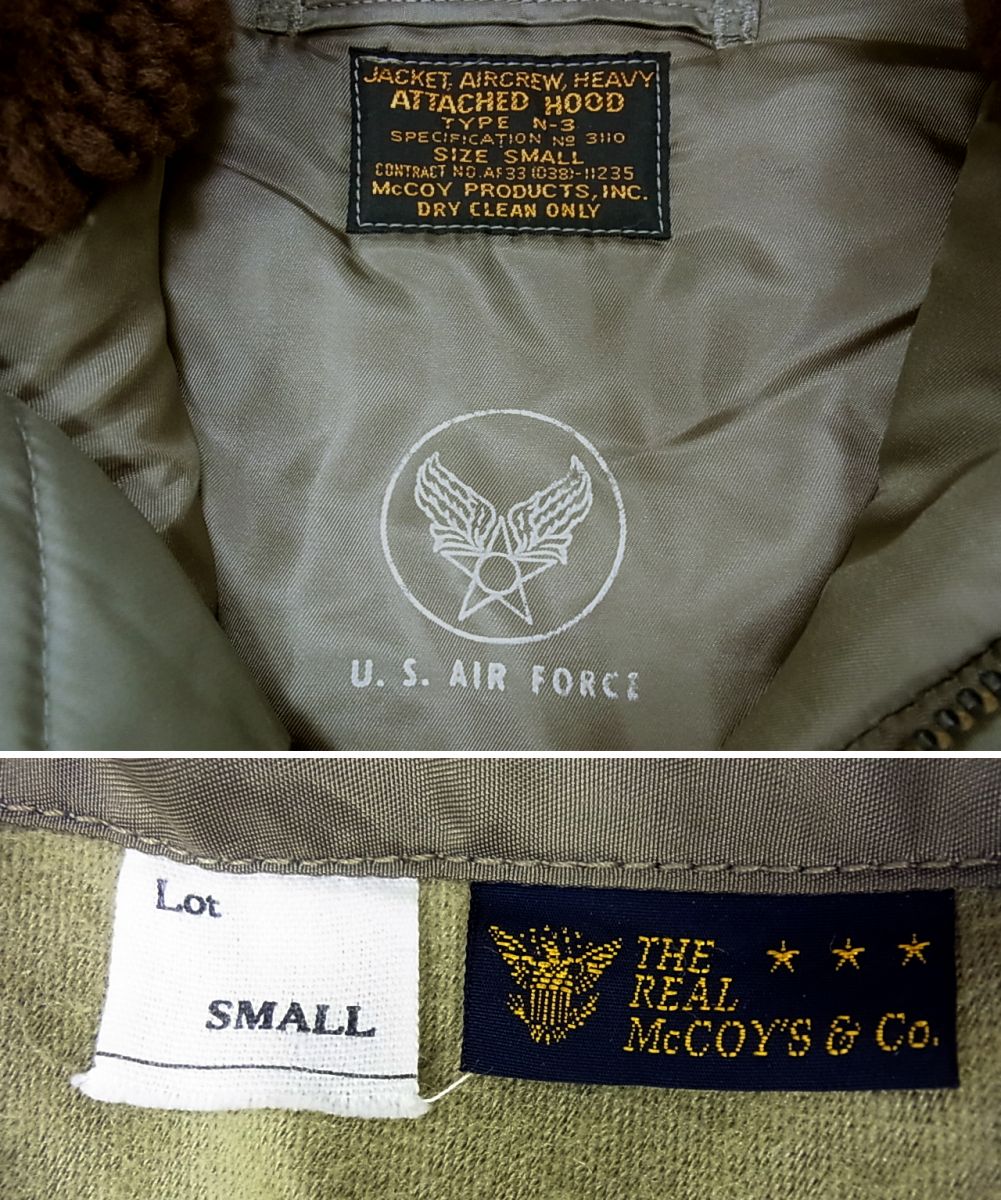 JACKET, AIRCREW, HEAVY
ATTACHED HOOD
TYPE N-3
SPECIFICATION Nº 3110
SIZE SMALL
CONTRACT NO. AF33 (038)-11235
McCOY PRODUCTS, INC.
DRY CLEAN ONLY
U. S. AIR FORCE
Lot
SMALL
THE
REAL
McCOY'S & Co.